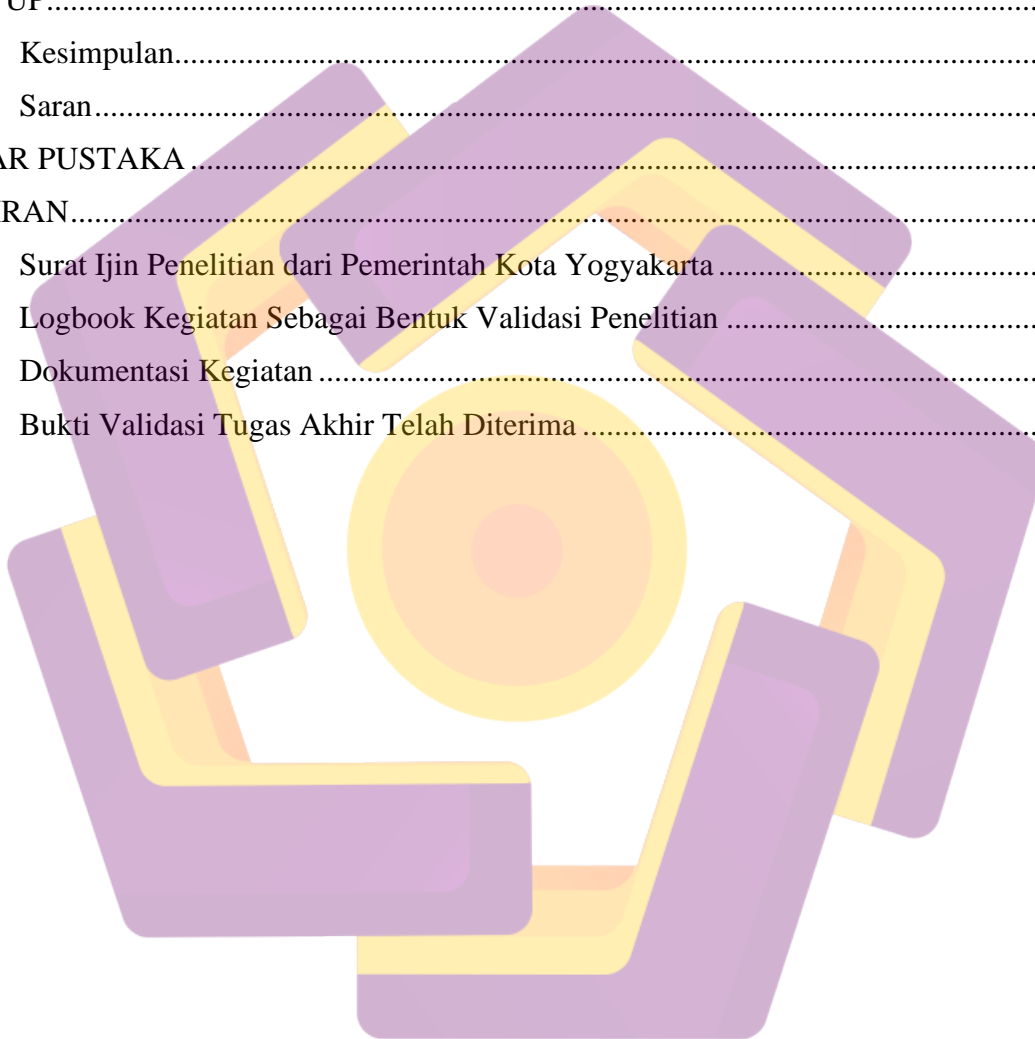 UP....................................................................................................
Kesimpulan....................................................................................................
Saran....................................................................................................
AR PUSTAKA....................................................................................................
IRAN....................................................................................................
Surat Ijin Penelitian dari Pemerintah Kota Yogyakarta....................................................
Logbook Kegiatan Sebagai Bentuk Validasi Penelitian....................................................
Dokumentasi Kegiatan....................................................................................................
Bukti Validasi Tugas Akhir Telah Diterima....................................................................